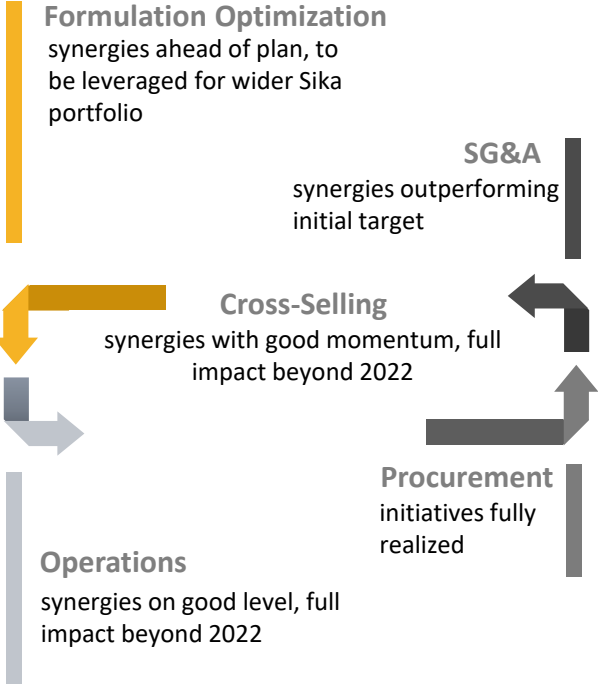 Formulation Optimization
synergies ahead of plan, to
be leveraged for wider Sika
portfolio
SG&A
synergies outperforming
initial target
Cross-Selling
synergies with good momentum, full
impact beyond 2022
Procurement
initiatives fully
realized
Operations
synergies on good level, full
impact beyond 2022